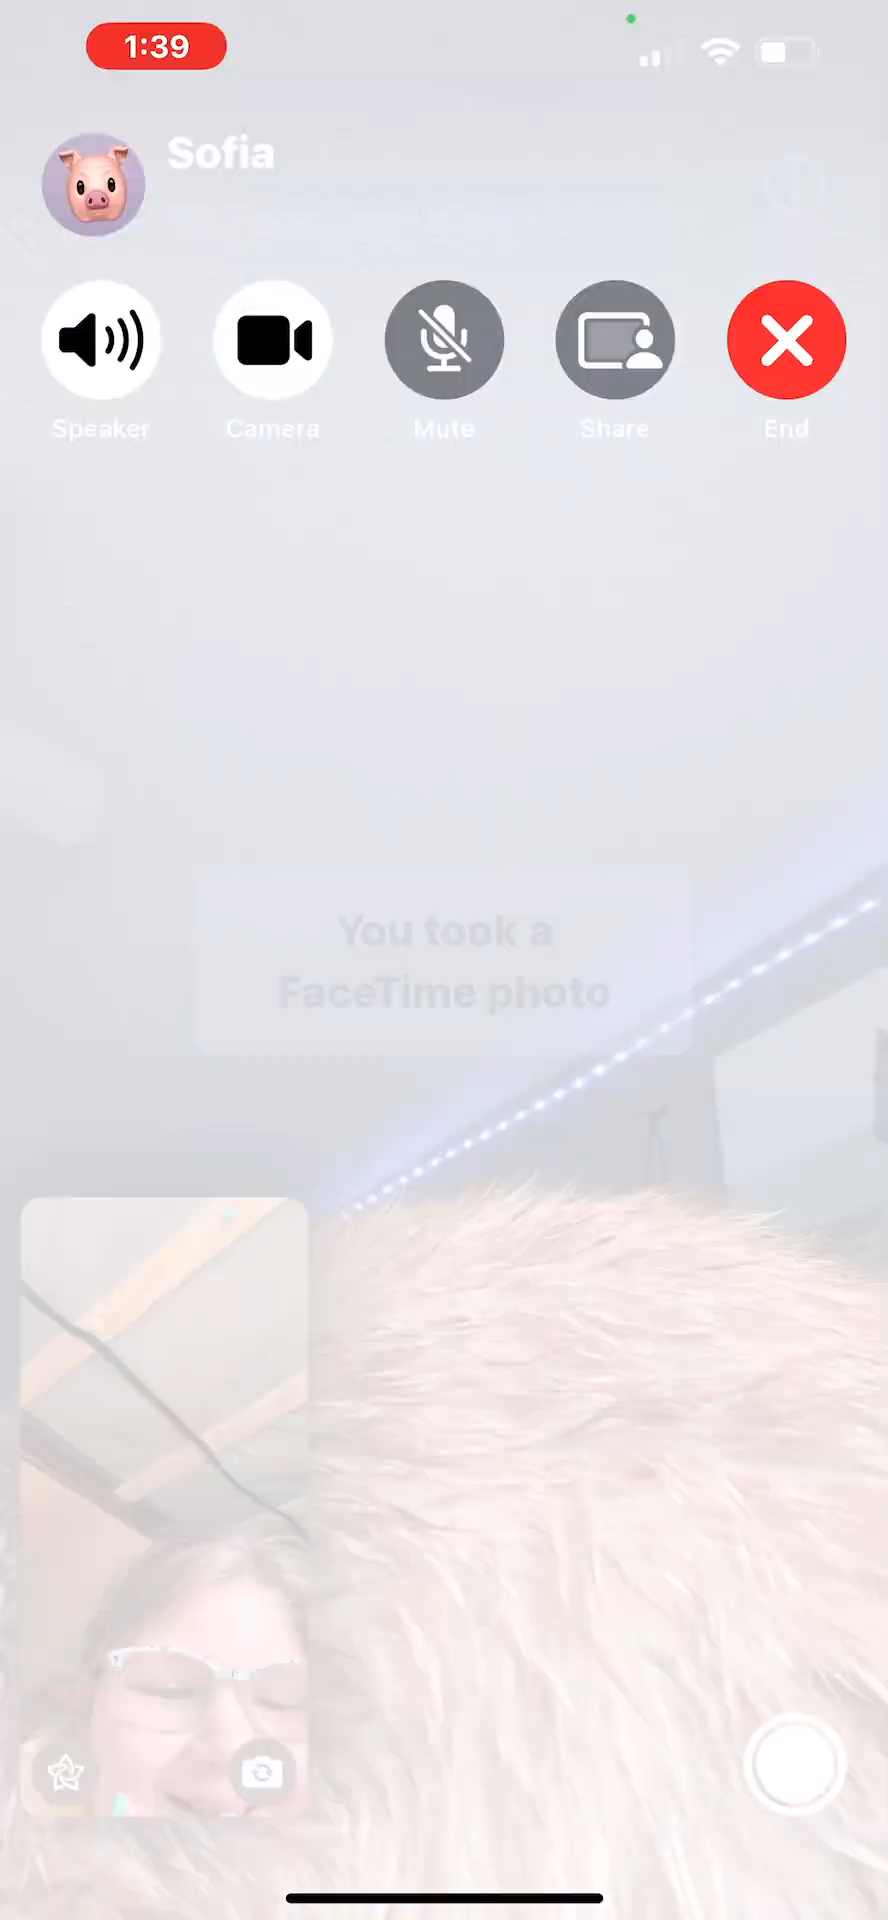 1:39
Sofia
Speaker
Camera
Mute
Share
End
You took a
FaceTime photo